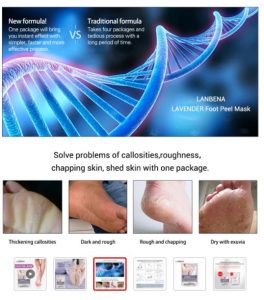 New formula!
One package will bring
you instant effect with
simpler, faster and more
effective process.
VS
Traditional formula
Takes four packages and
tedious process with a
long period of time.
LANBENA
LAVENDER Foot Peel Mask
Solve problems of callosities,roughness,
chapping skin, shed skin with one package.
Thickening callosities
Dark and rough
Rough and chapping
Dry with exuvia